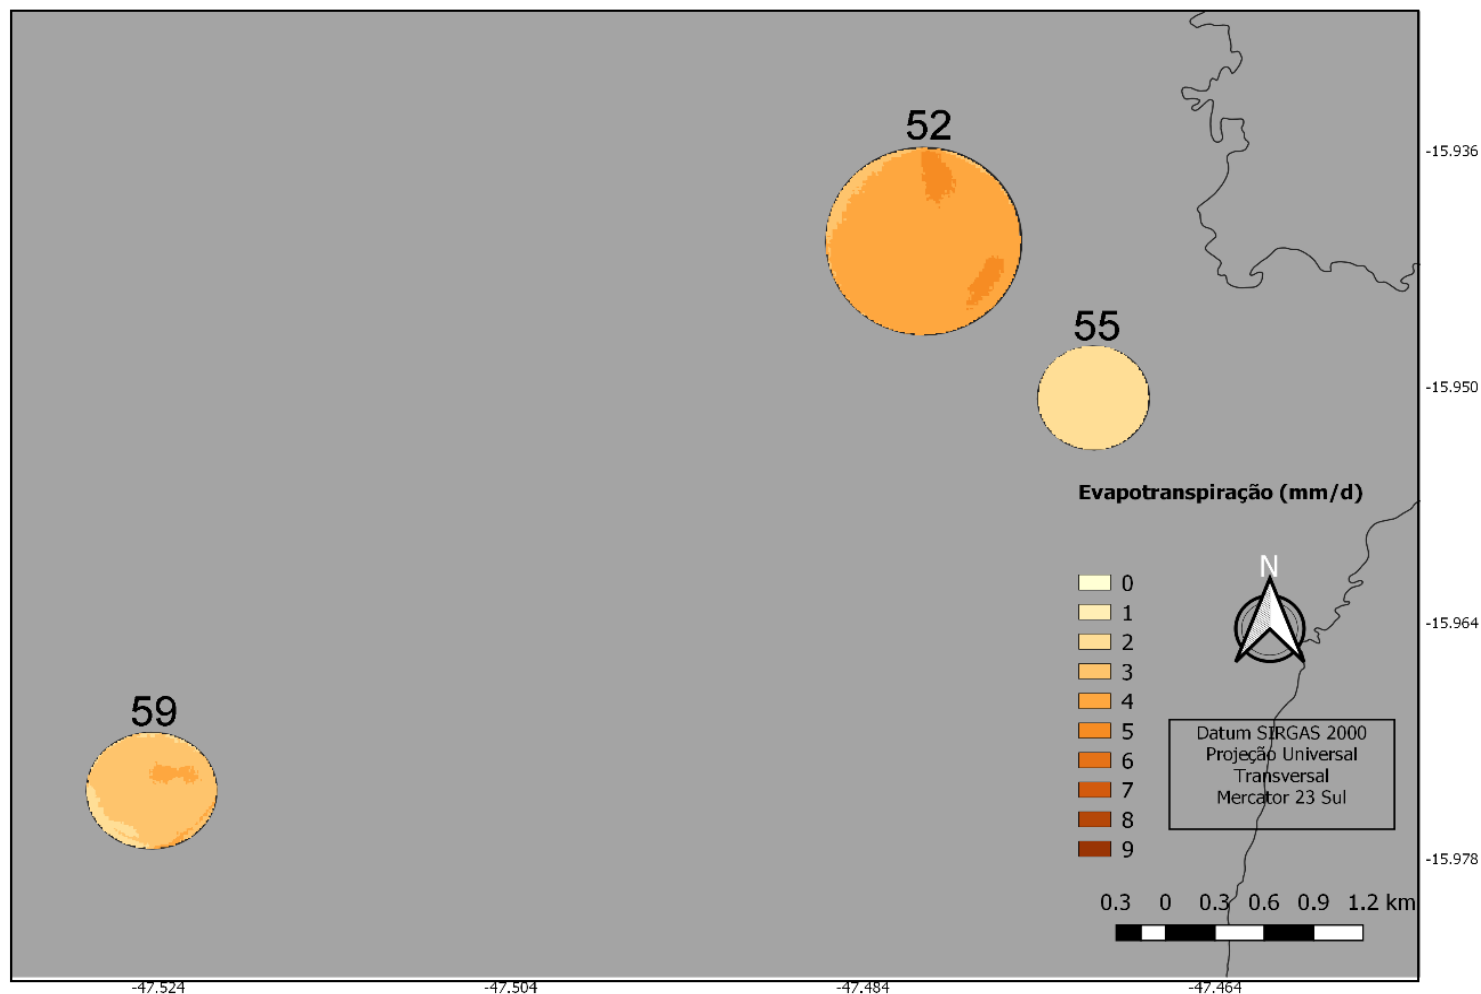 52
-15.936
55
-15.950
Evapotranspiração (mm/d)
N
0
1
2
-15.964
3
4
5
6
7
8
9
59
Datum SIRGAS 2000
Projeção Universal
Transversal
Mercator 23 Sul
-15.978
0.3 0 0.3 0.6 0.9 1.2 km
-47.524 -47.504 -47.484 -47.464